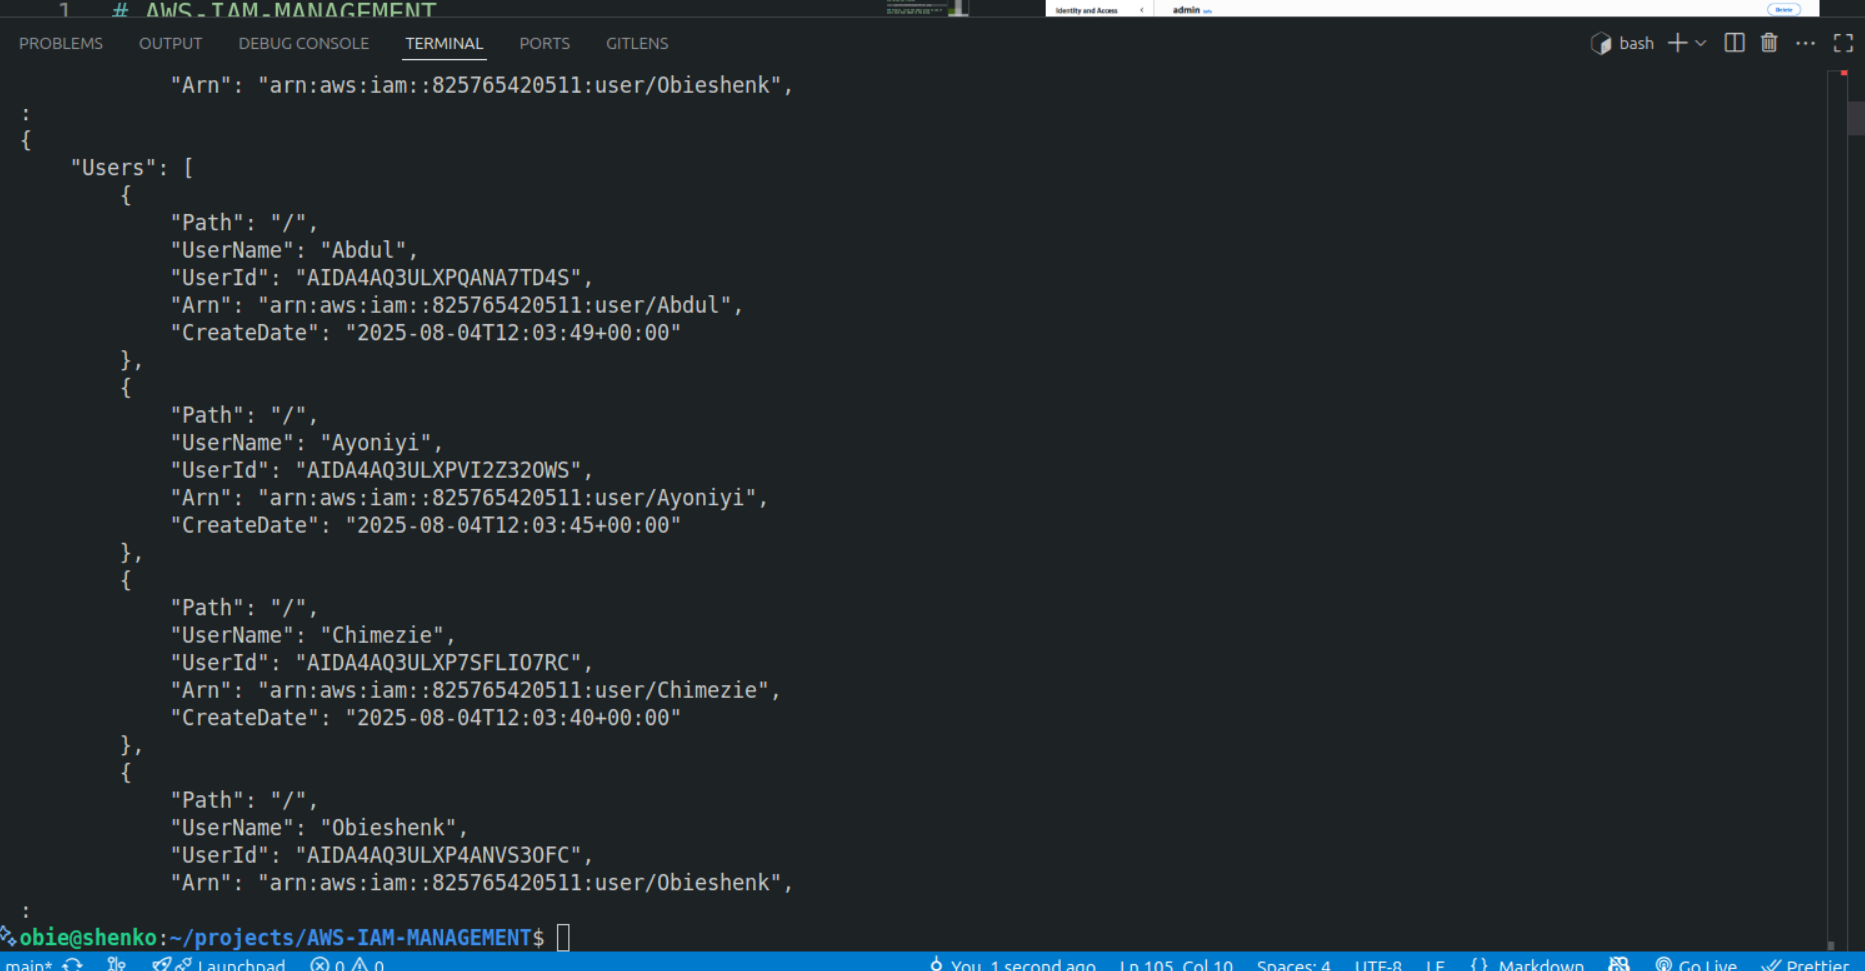 1 # AWS-IAM-MANAGEMENT
Identity and Access < admin Info Delete
PROBLEMS OUTPUT DEBUG CONSOLE TERMINAL PORTS GITLENS bash
"Arn": "arn:aws:iam::825765420511:user/Obieshenk",
:
{
"Users": [
{
"Path": "/",
"UserName": "Abdul",
"UserId": "AIDA4AQ3ULXPQANA7TD4S",
"Arn": "arn:aws:iam::825765420511:user/Abdul",
"CreateDate": "2025-08-04T12:03:49+00:00"
},
{
"Path": "/",
"UserName": "Ayoniyi",
"UserId": "AIDA4AQ3ULXPVI2Z32OWS",
"Arn": "arn:aws:iam::825765420511:user/Ayoniyi",
"CreateDate": "2025-08-04T12:03:45+00:00"
},
{
"Path": "/",
"UserName": "Chimezie",
"UserId": "AIDA4AQ3ULXP7SFLIO7RC",
"Arn": "arn:aws:iam::825765420511:user/Chimezie",
"CreateDate": "2025-08-04T12:03:40+00:00"
},
{
"Path": "/",
"UserName": "Obieshenk",
"UserId": "AIDA4AQ3ULXP4ANVS3OFC",
"Arn": "arn:aws:iam::825765420511:user/Obieshenk",
:
obie@shenko:~/projects/AWS-IAM-MANAGEMENT$
main* Launchpad 0 0 You, 1 second ago Ln 105, Col 10 Spaces: 4 UTF-8 LF {} Markdown Go Live Prettier